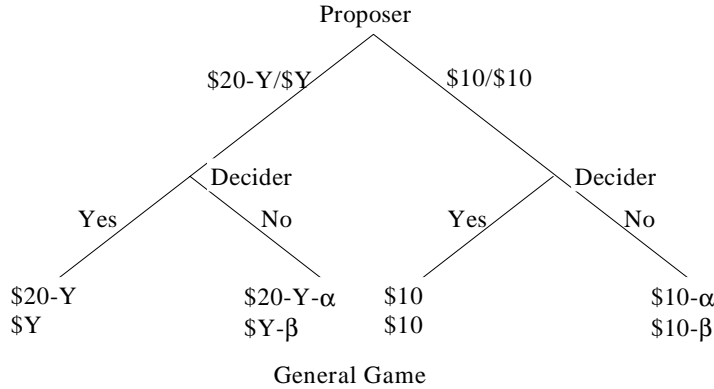 Proposer
$20-Y/$Y
$10/$10
Decider
Decider
Yes
No
Yes
No
$20-Y
$Y
$20-Y-α
$Y-β
$10
$10
$10-α
$10-β
General Game